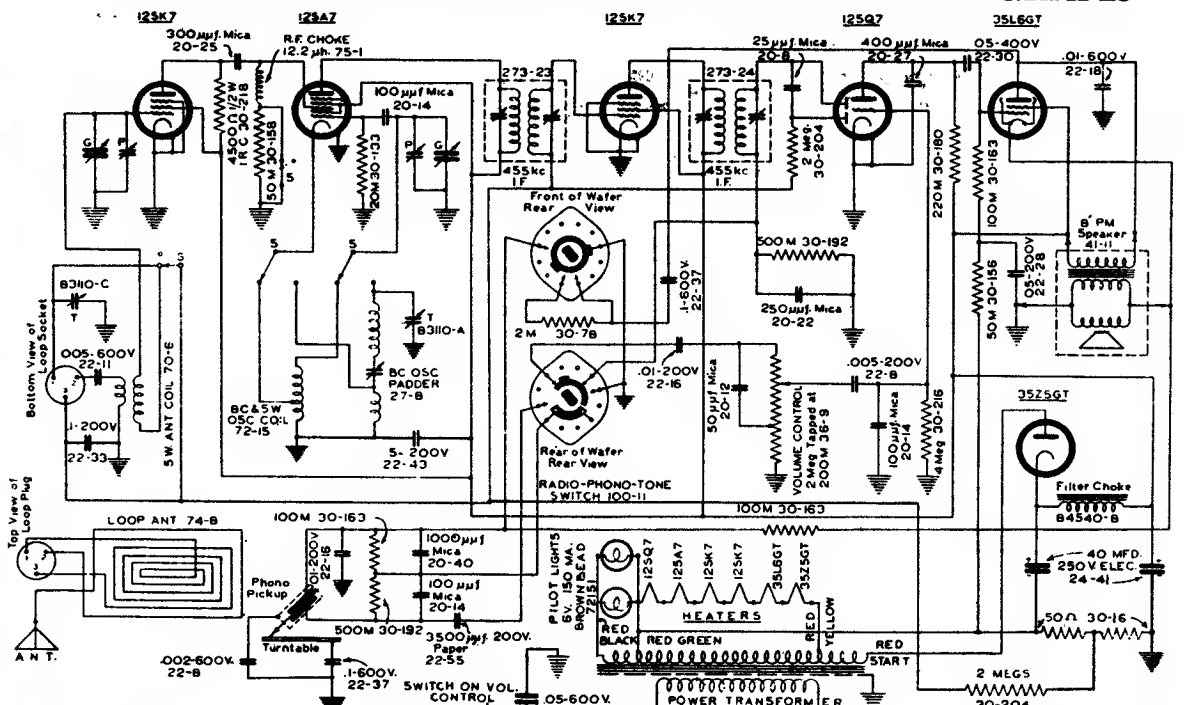 12SK7
12SA7
12SK7
12SQ7
35L6GT
300 µµf. Mica
20-25
R.F. CHOKE
12.2 µh. 75-1
100 µµf Mica
20-14
273-23
273-24
25 µµf. Mica
20-8
400 µµf. Mica
20-27
.05-400V
22-30
.01-600V.
22-18
4500Ω 1/2W
IRC 30-218
50M 30-158
S
20M 30-133
C
P
P
C
455kc
I.F.
455kc
I.F.
2 Meg.
30-204
220M 30-180
100M 30-163
Front of Wafer
Rear View
8" PM
Speaker
41-11
500M 30-192
50M 30-156
.05-200V
22-28
S
S
S
B3110-C
T
Bottom View of
Loop Socket
.1-600V.
22-37
250µµf.Mica
20-22
2M
30-78
T
B3110-A
.005-600V
22-11
BC OSC
PADDER
27-8
.01-200V
22-16
.005-200V
22-8
35Z5GT
5W. ANT COIL 70-6
BC & SW
OSC COIL
72-15
50µµf Mica
20-12
VOLUME CONTROL
2 Meg Tapped at
200M 36-9
100µµf.Mica
20-14
4 Meg 30-216
.1-200V
22-33
.5-200V
22-43
Rear of Wafer
Rear View
RADIO-PHONO-TONE
SWITCH 100-11
Filter Choke
B4540-B
Top View of
Loop Plug
LOOP ANT 74-8
100M 30-163
100M 30-163
.01-200V
22-16
1000µµf
Mica
20-40
PILOT LIGHTS
6V. 150 MA.
BROWN BEAD
72151
12SQ7
12SA7
12SK7
12SK7
35L6GT
35Z5GT
40 MFD.
250V ELEC.
24-41
Phono
Pickup
100 µµf
Mica
20-14
HEATERS
RED
YELLOW
ANT.
Turntable
500M 30-192
3500µµf. 200V.
Paper
22-55
RED
BLACK RED GREEN
RED
START
50Ω 30-16
.002-600V.
22-8
.1-600V.
22-37
SWITCH ON VOL.
CONTROL
.05-600V.
POWER TRANSFORMER
2 MEGS
30-204